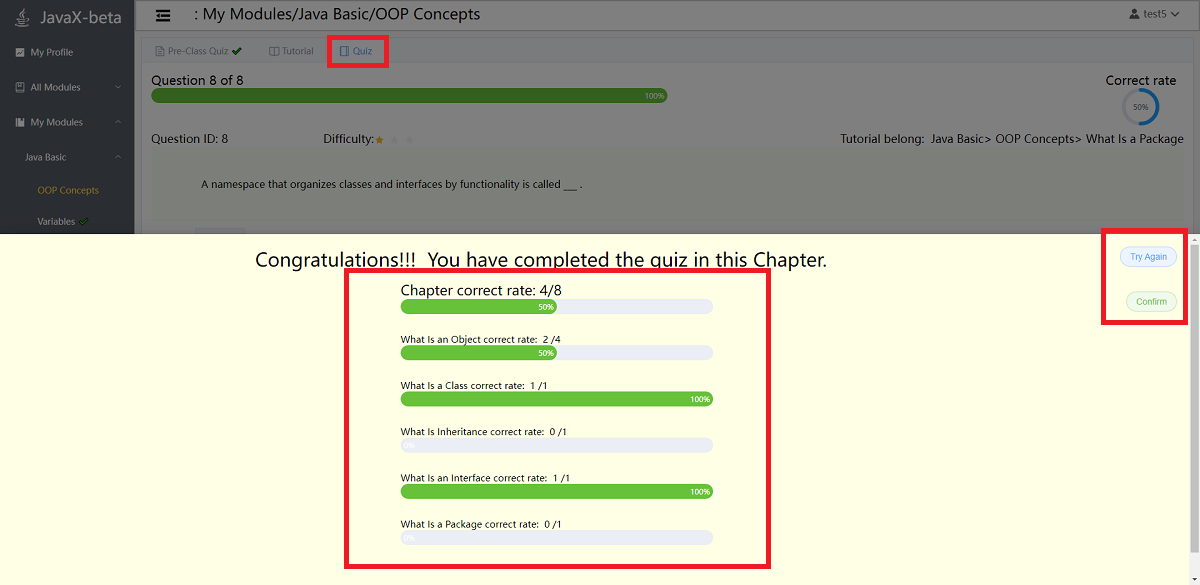 JavaX-beta
: My Modules/Java Basic/OOP Concepts
test5
My Profile
All Modules
My Modules
Java Basic
OOP Concepts
Variables
Pre-Class Quiz
Tutorial
Quiz
Question 8 of 8
100%
Correct rate
50%
Question ID: 8
Difficulty:
Tutorial belong: Java Basic> OOP Concepts> What Is a Package
A namespace that organizes classes and interfaces by functionality is called ___ .
Congratulations!!! You have completed the quiz in this Chapter.
Try Again
Confirm
Chapter correct rate: 4/8
50%
What Is an Object correct rate: 2 /4
50%
What Is a Class correct rate: 1 /1
100%
What Is Inheritance correct rate: 0 /1
0%
What Is an Interface correct rate: 1 /1
100%
What Is a Package correct rate: 0 /1
0%